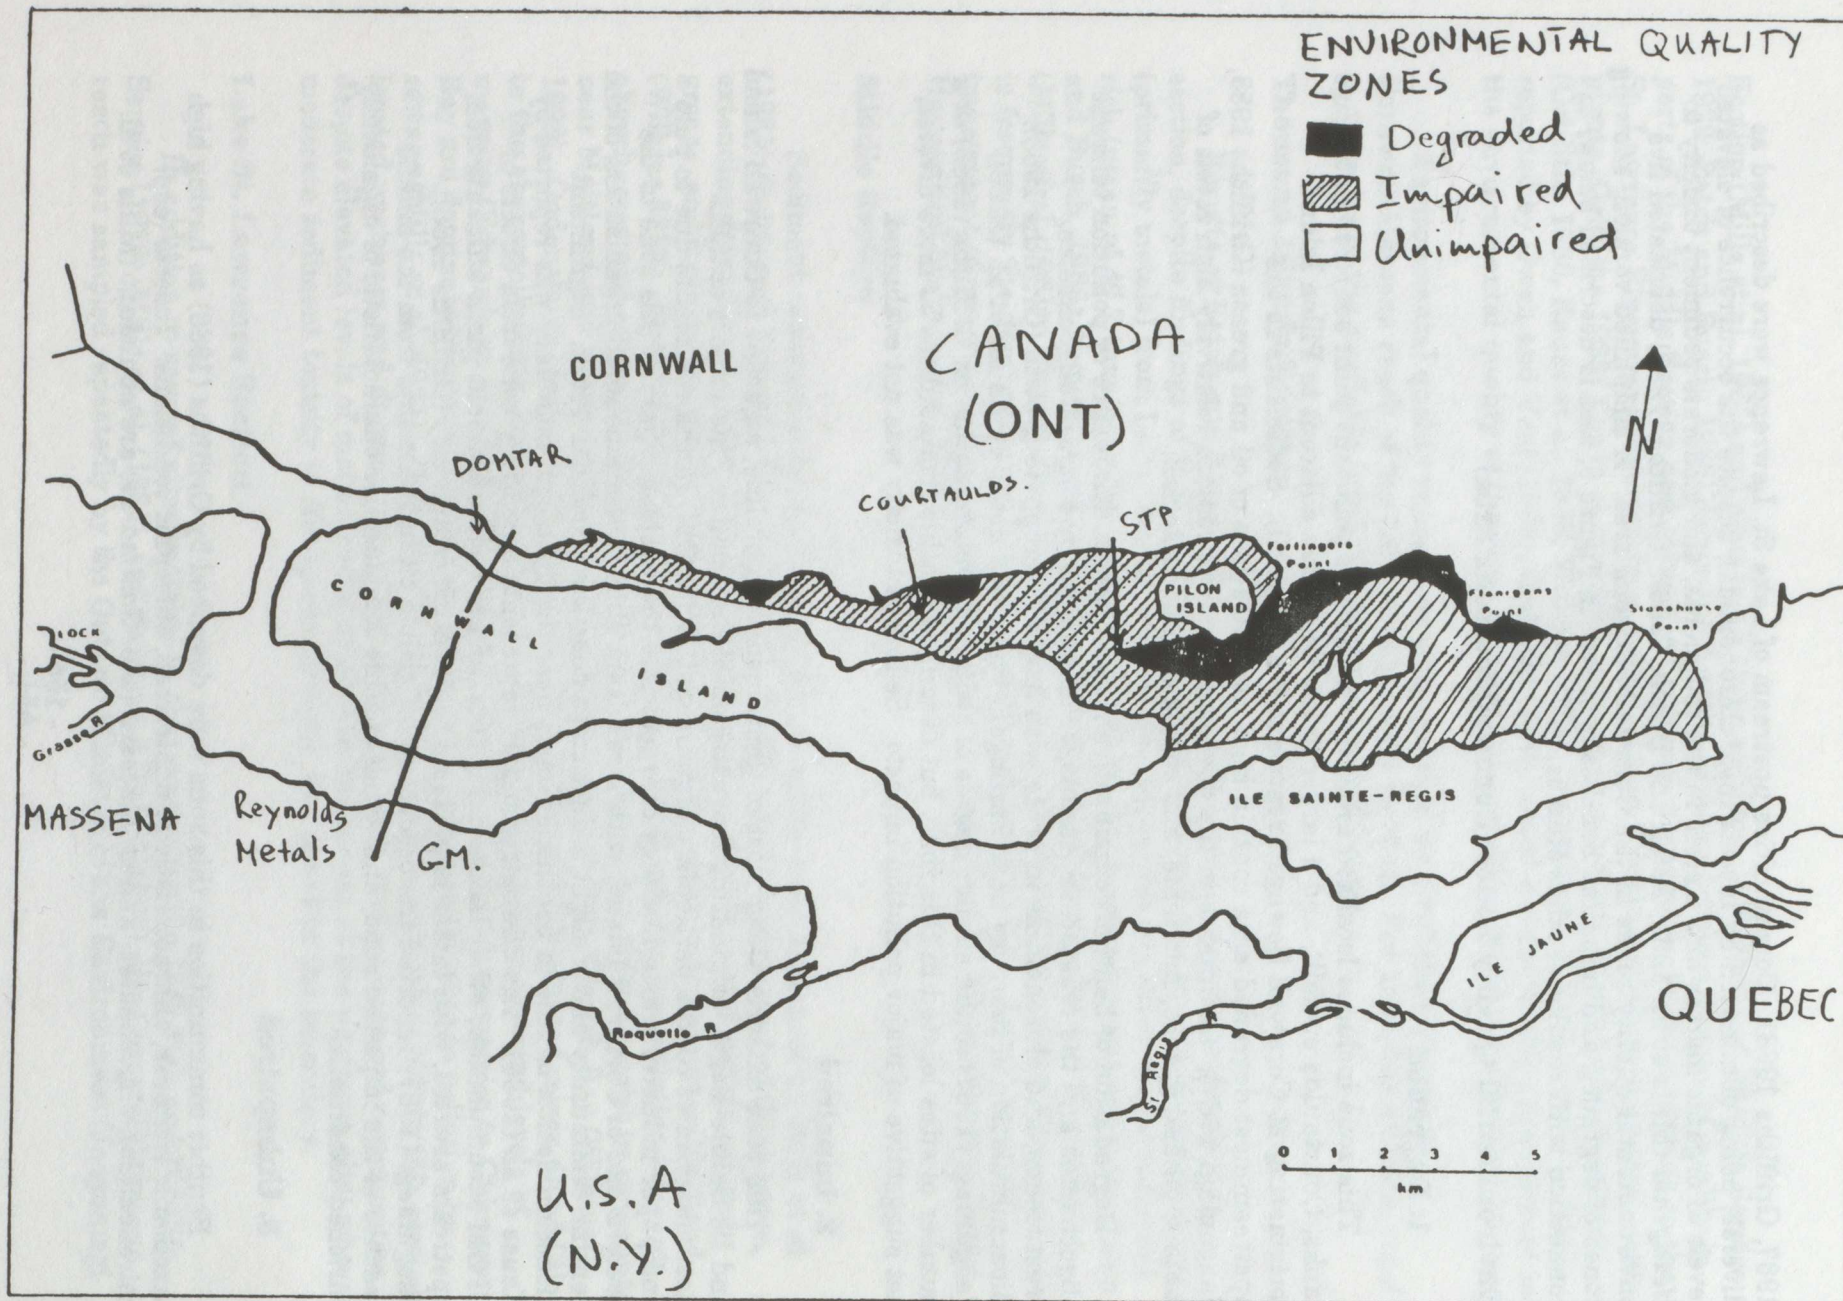 ENVIRONMENTAL QUALITY
ZONES
Degraded
Impaired
Unimpaired
CANADA
(ONT)
CORNWALL
N
DOMTAR
COURTAULDS.
STP
Farlingers
Point
PILON
ISLAND
Flanigans
Point
Stonehouse
Point
CORNWALL
ISLAND
LOCK
Grasse R
MASSENA
Reynolds
Metals
GM.
ILE SAINTE-REGIS
ILE JAUNE
QUEBEC
Raquette R
St Regis R
0 1 2 3 4 5
km
U.S.A
(N.Y.)